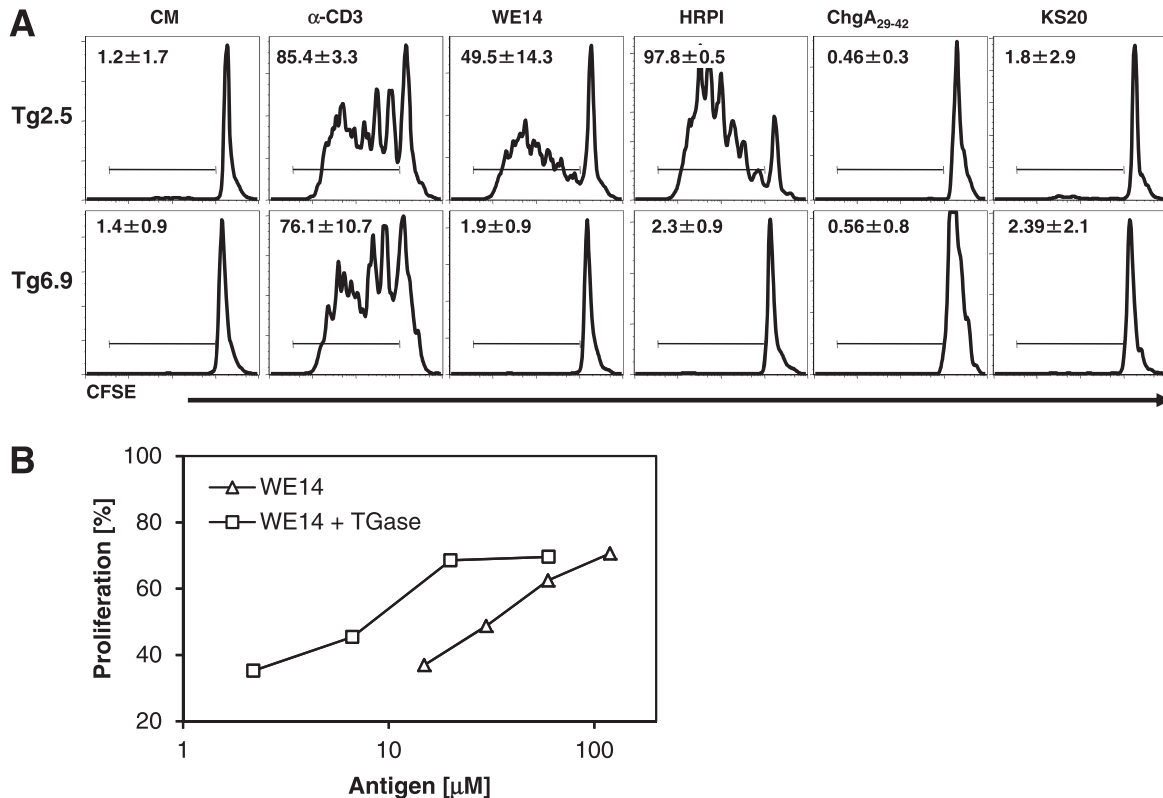 A
CM α-CD3 WE14 HRPI ChgA29-42 KS20
Tg2.5
1.2±1.7 85.4±3.3 49.5±14.3 97.8±0.5 0.46±0.3 1.8±2.9
Tg6.9
1.4±0.9 76.1±10.7 1.9±0.9 2.3±0.9 0.56±0.8 2.39±2.1
CFSE
B
Proliferation [%]
100
80
60
40
20
WE14
WE14 + TGase
1 10 100
Antigen [μM]